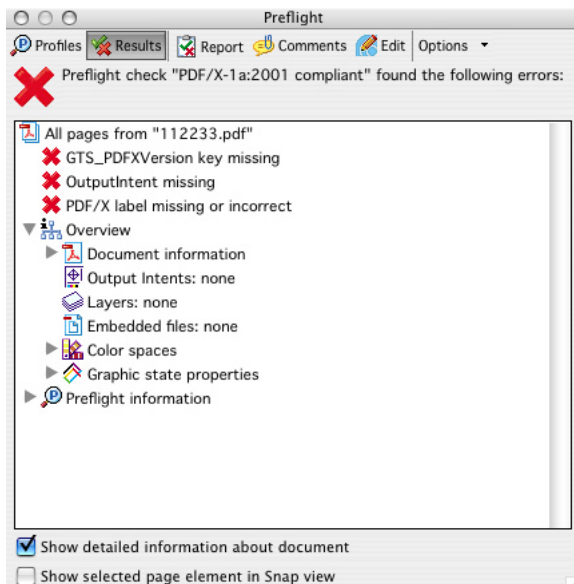 Preflight
Profiles Results Report Comments Edit Options
Preflight check "PDF/X-1a:2001 compliant" found the following errors:
All pages from "112233.pdf"
GTS_PDFXVersion key missing
OutputIntent missing
PDF/X label missing or incorrect
Overview
Document information
Output Intents: none
Layers: none
Embedded files: none
Color spaces
Graphic state properties
Preflight information
Show detailed information about document
Show selected page element in Snap view